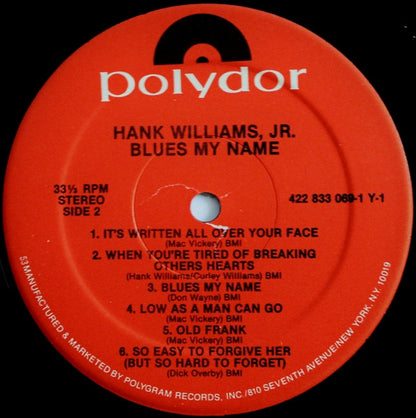 polydor
HANK WILLIAMS, JR.
BLUES MY NAME
33⅓ RPM
STEREO
SIDE 2
422 833 069-1 Y-1
1. IT'S WRITTEN ALL OVER YOUR FACE
(Mac Vickery) BMI
2. WHEN YOU'RE TIRED OF BREAKING
OTHERS HEARTS
(Hank Williams/Curley Williams) BMI
3. BLUES MY NAME
(Don Wayne) BMI
4. LOW AS A MAN CAN GO
(Mac Vickery) BMI
5. OLD FRANK
(Mac Vickery) BMI
6. SO EASY TO FORGIVE HER
(BUT SO HARD TO FORGET)
(Dick Overby) BMI
53 MANUFACTURED & MARKETED BY POLYGRAM RECORDS, INC./810 SEVENTH AVENUE/NEW YORK, NY. 10019